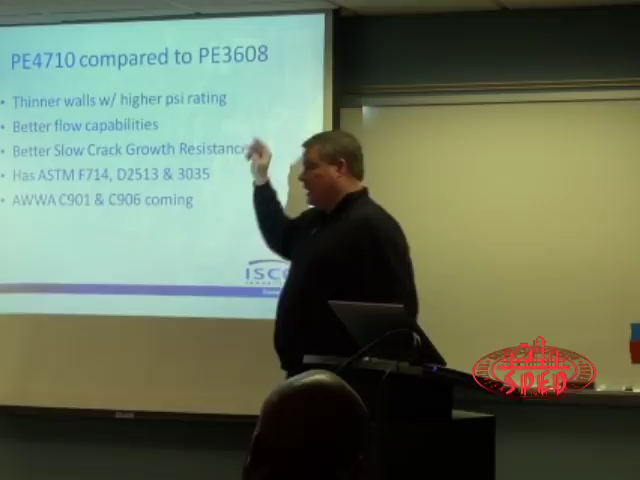 PE4710 compared to PE3608
• Thinner walls w/ higher psi rating
• Better flow capabilities
• Better Slow Crack Growth Resistance
• Has ASTM F714, D2513 & 3035
• AWWA C901 & C906 coming
ISCO
SPED